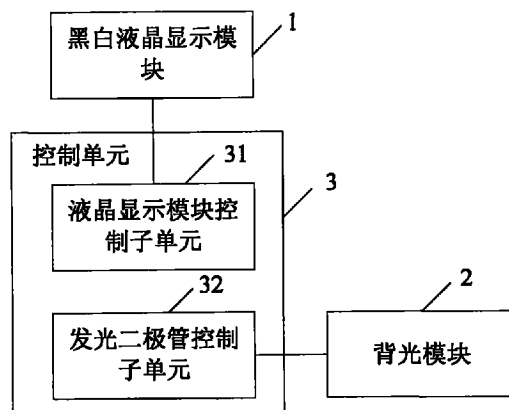 黑白液晶显示模
块
1
控制单元
31
液晶显示模块控
制子单元
3
32
发光二极管控制
子单元
2
背光模块